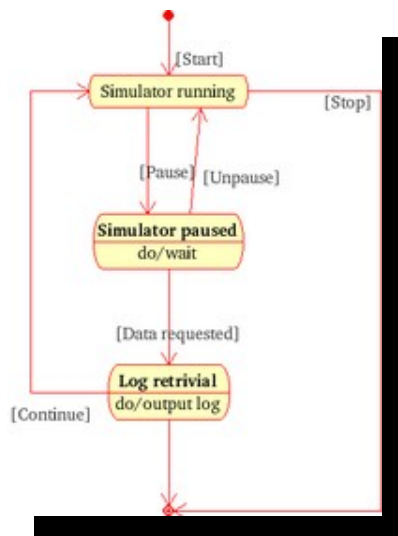 [Start]
Simulator running
[Stop]
[Pause]
[Unpause]
Simulator paused
do/wait
[Data requested]
Log retrivial
do/output log
[Continue]